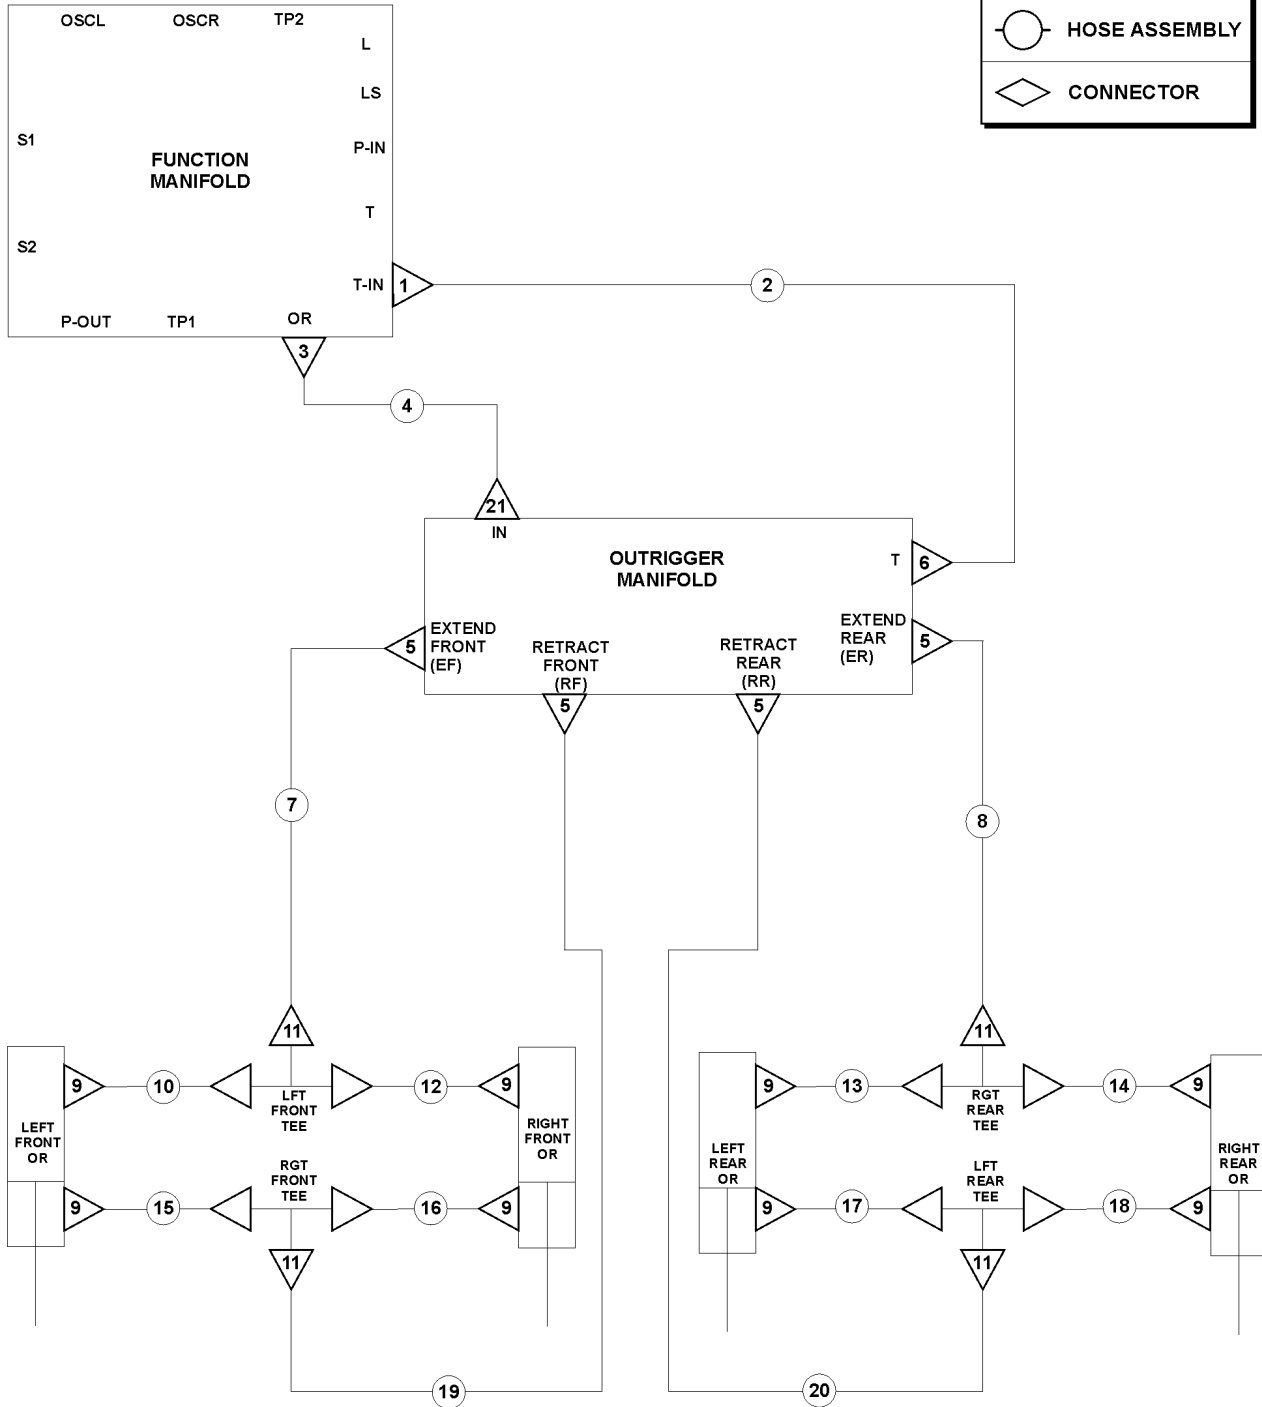 OSCL OSCR TP2
L
LS
S1
P-IN
FUNCTION
MANIFOLD
T
S2
T-IN
1
P-OUT TP1 OR
3
HOSE ASSEMBLY
CONNECTOR
2
4
21
IN
OUTRIGGER
MANIFOLD
T
6
5
EXTEND
FRONT
(EF)
RETRACT
FRONT
(RF)
5
RETRACT
REAR
(RR)
5
EXTEND
REAR
(ER)
5
7
8
11
11
9
10
12
9
LFT
FRONT
TEE
LEFT
FRONT
OR
RIGHT
FRONT
OR
RGT
FRONT
TEE
9
15
16
9
11
9
13
14
9
RGT
REAR
TEE
LEFT
REAR
OR
RIGHT
REAR
OR
LFT
REAR
TEE
9
17
18
9
11
19
20